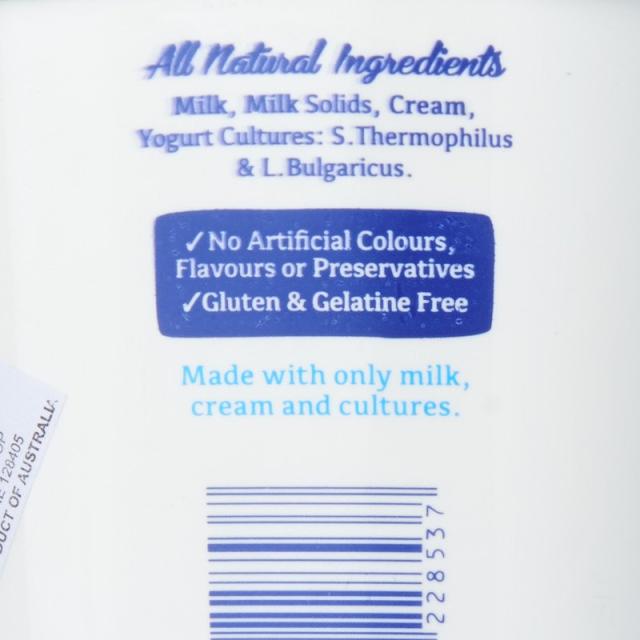 All Natural Ingredients
Milk, Milk Solids, Cream,
Yogurt Cultures: S.Thermophilus
& L.Bulgaricus.
✓No Artificial Colours,
Flavours or Preservatives
✓Gluten & Gelatine Free
Made with only milk,
cream and cultures.
128405
DUCT OF AUSTRALIA
228537